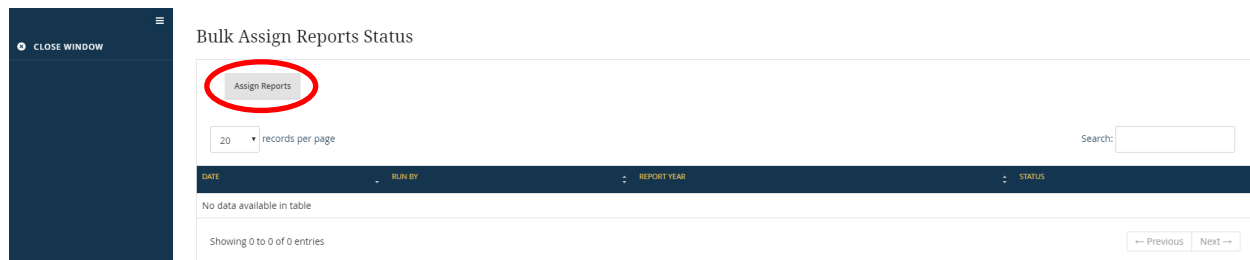 CLOSE WINDOW
Bulk Assign Reports Status
Assign Reports
20 records per page
Search:
DATE RUN BY REPORT YEAR STATUS
No data available in table
Showing 0 to 0 of 0 entries
← Previous Next →